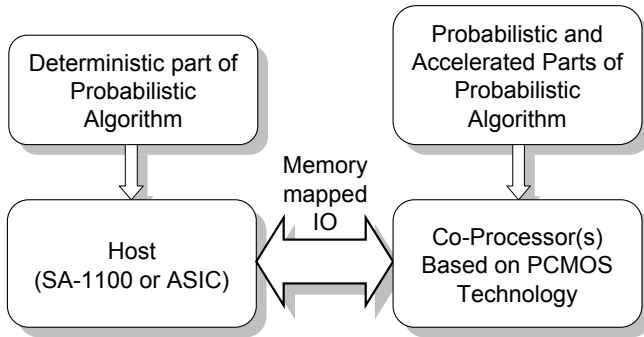 Deterministic part of
Probabilistic
Algorithm
Probabilistic and
Accelerated Parts of
Probabilistic
Algorithm
Memory
mapped
IO
Host
(SA-1100 or ASIC)
Co-Processor(s)
Based on PCMOS
Technology